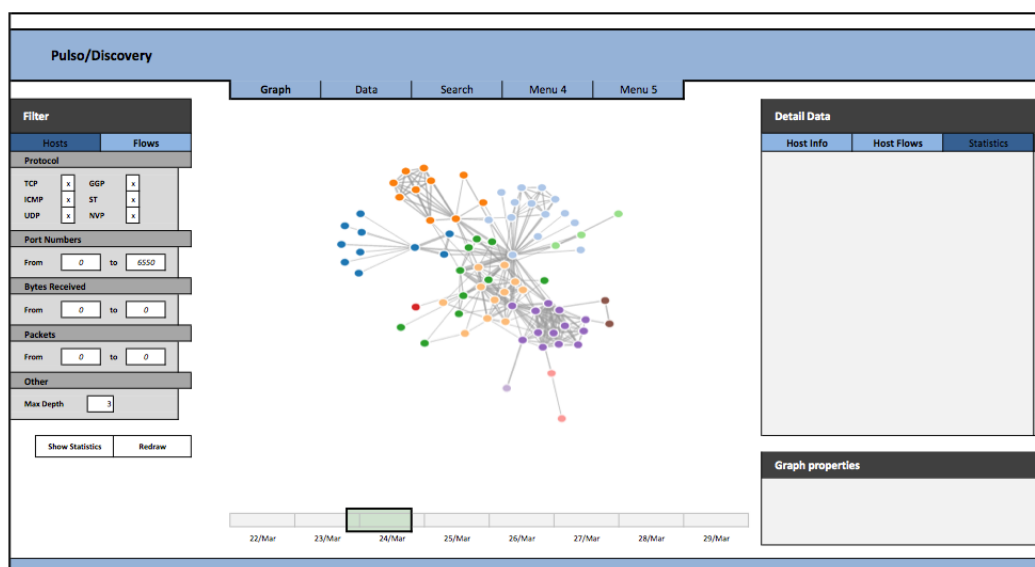 Pulso/Discovery
Graph Data Search Menu 4 Menu 5
Filter
Hosts Flows
Protocol
TCP x GGP x
ICMP x ST x
UDP x NVP x
Port Numbers
From 0 to 6550
Bytes Received
From 0 to 0
Packets
From 0 to 0
Other
Max Depth 3
Show Statistics Redraw
Detail Data
Host Info Host Flows Statistics
Graph properties
22/Mar 23/Mar 24/Mar 25/Mar 26/Mar 27/Mar 28/Mar 29/Mar